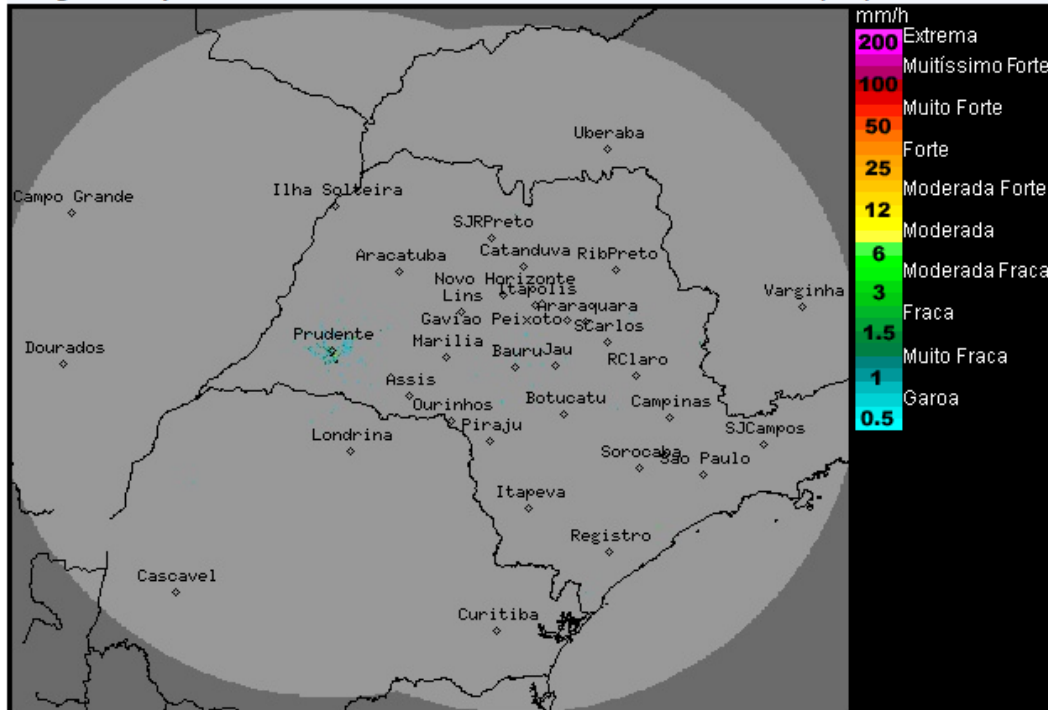 mm/h
200 Extrema
Muitíssimo Forte
100
Muito Forte
50
Forte
25
Moderada Forte
12
Moderada
6
Moderada Fraca
3
Fraca
1.5
Muito Fraca
1
Garoa
0.5
Uberaba
Campo Grande
Ilha Solteira
SJRPreto
Catanduva
RibPreto
Aracatuba
Novo Horizonte
Itapolis
Lins
Araraquara
Varginha
Gaviao Peixoto
SCarlos
Prudente
Marilia
Dourados
Bauru
Jau
RClaro
Assis
Botucatu
Campinas
Ourinhos
Piraju
SJCampos
Londrina
Sorocaba
Sao Paulo
Itapeva
Registro
Cascavel
Curitiba